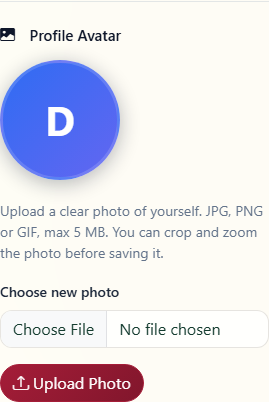 Profile Avatar
D
Upload a clear photo of yourself. JPG, PNG
or GIF, max 5 MB. You can crop and zoom
the photo before saving it.
Choose new photo
Choose File No file chosen
Upload Photo